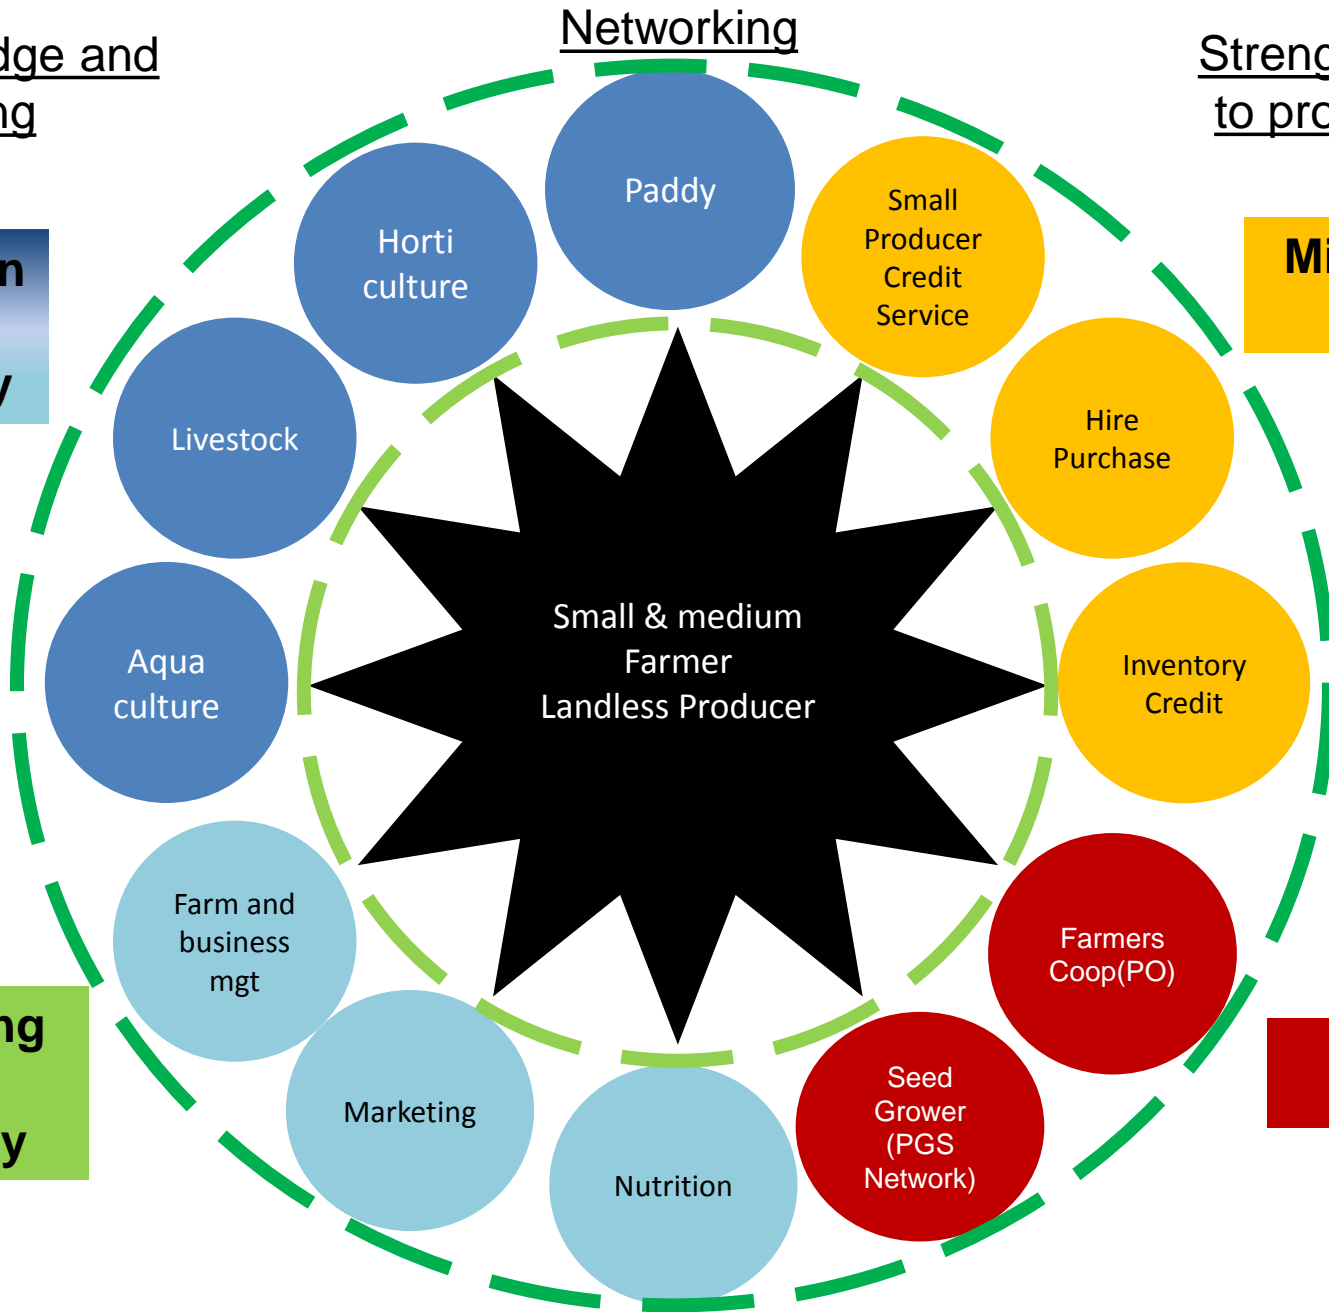 Networking
dge and
ng
Streng
to pro
n
y
Mi
Paddy
Small
Producer
Credit
Service
Horti
culture
Hire
Purchase
Livestock
Small & medium
Farmer
Landless Producer
Aqua
culture
Inventory
Credit
Farm and
business
mgt
Farmers
Coop(PO)
ng
y
Marketing
Seed
Grower
(PGS
Network)
Nutrition